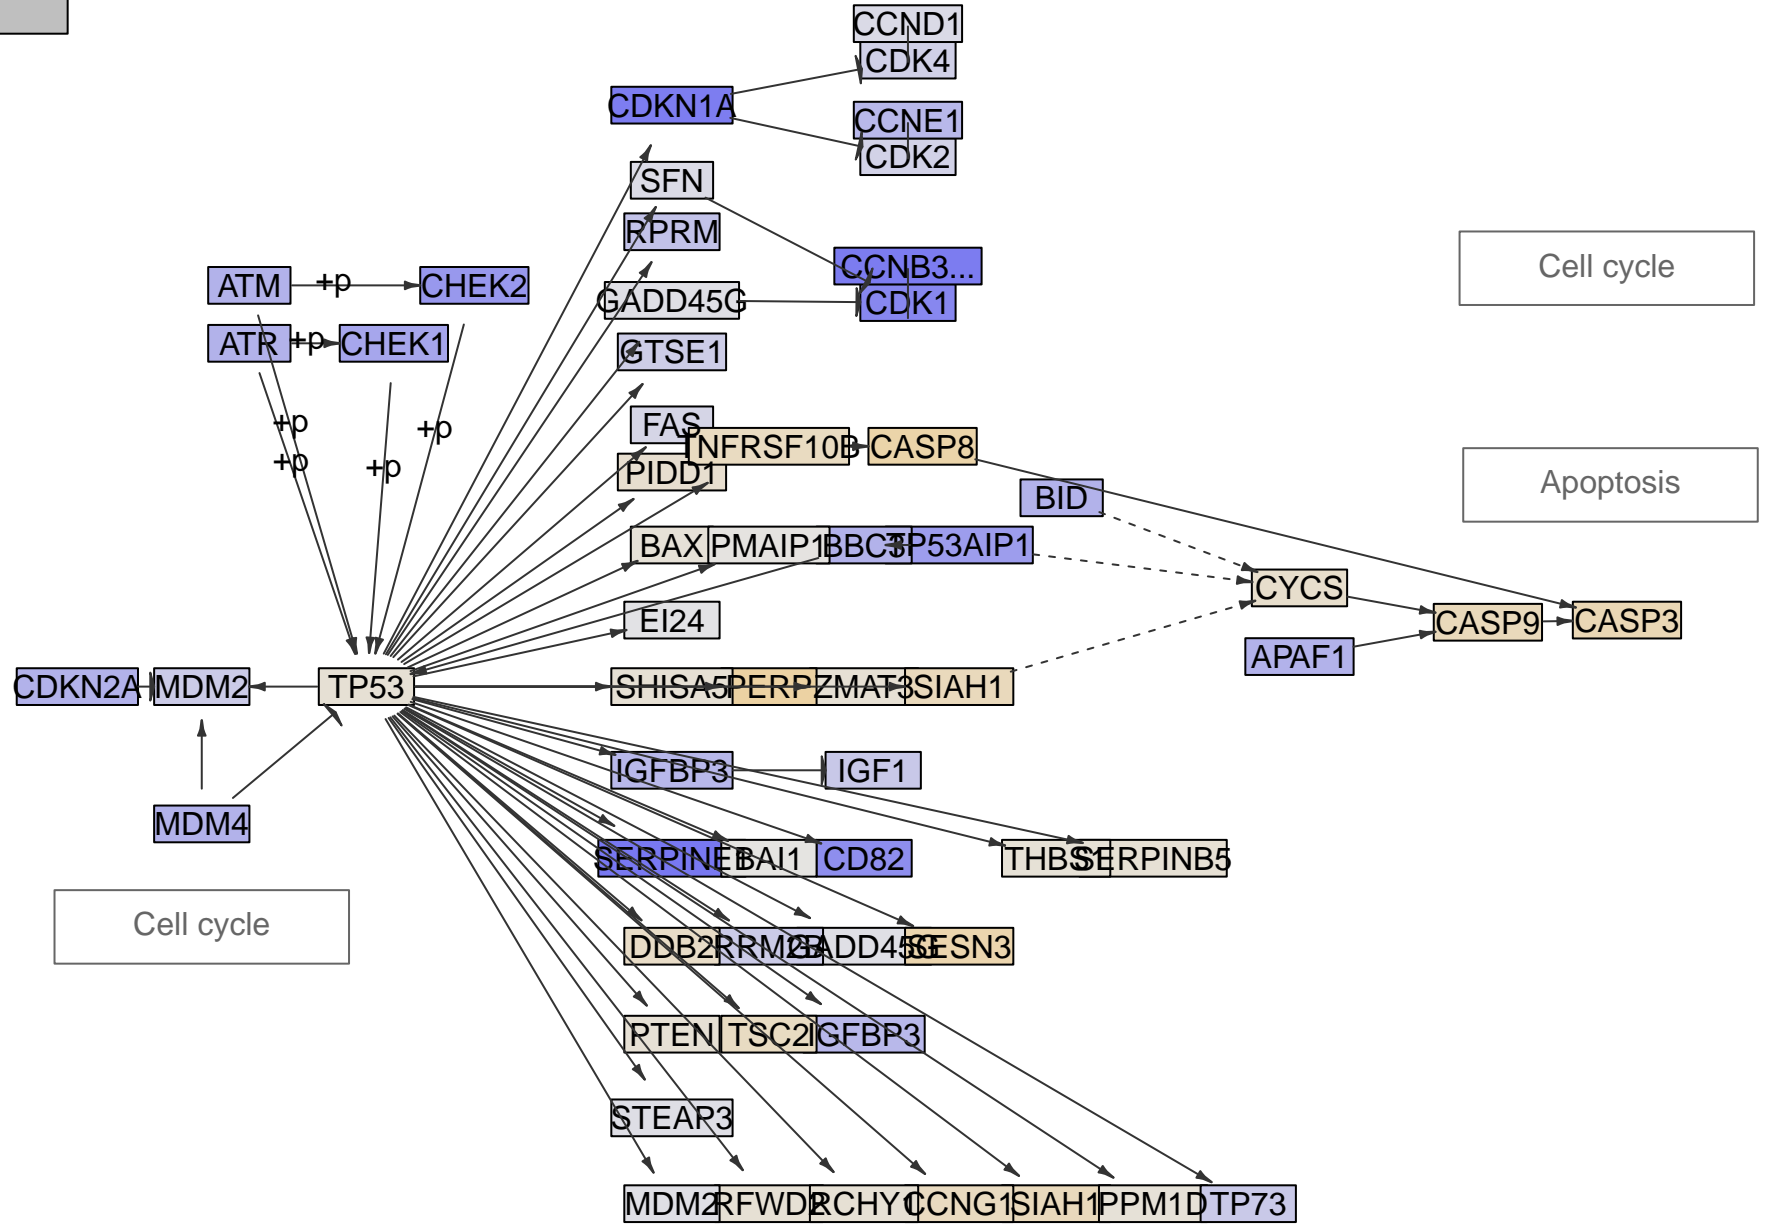 CCND1
CDK4
CDKN1A
CCNE1
CDK2
SFN
RPRM
Cell cycle
CCNB3...
ATM
+p
CHEK2
GADD45G
CDK1
ATR
+p
CHEK1
GTSE1
FAS
+p
+p
TNFRSF10B
CASP8
+p
+p
PIDD1
Apoptosis
BID
BAX
PMAIP1
BBC3
TP53AIP1
CYCS
EI24
CASP9
CASP3
APAF1
CDKN2A
MDM2
TP53
SHISA5
PERP
ZMAT3
SIAH1
IGFBP3
IGF1
MDM4
SERPINE1
BAI1
CD82
THBS1
SERPINB5
Cell cycle
DDB2
RRM2B
GADD45G
SESN3
PTEN
TSC2
IGFBP3
STEAP3
MDM2
RFWD2
RCHY1
CCNG1
SIAH1
PPM1D
TP73